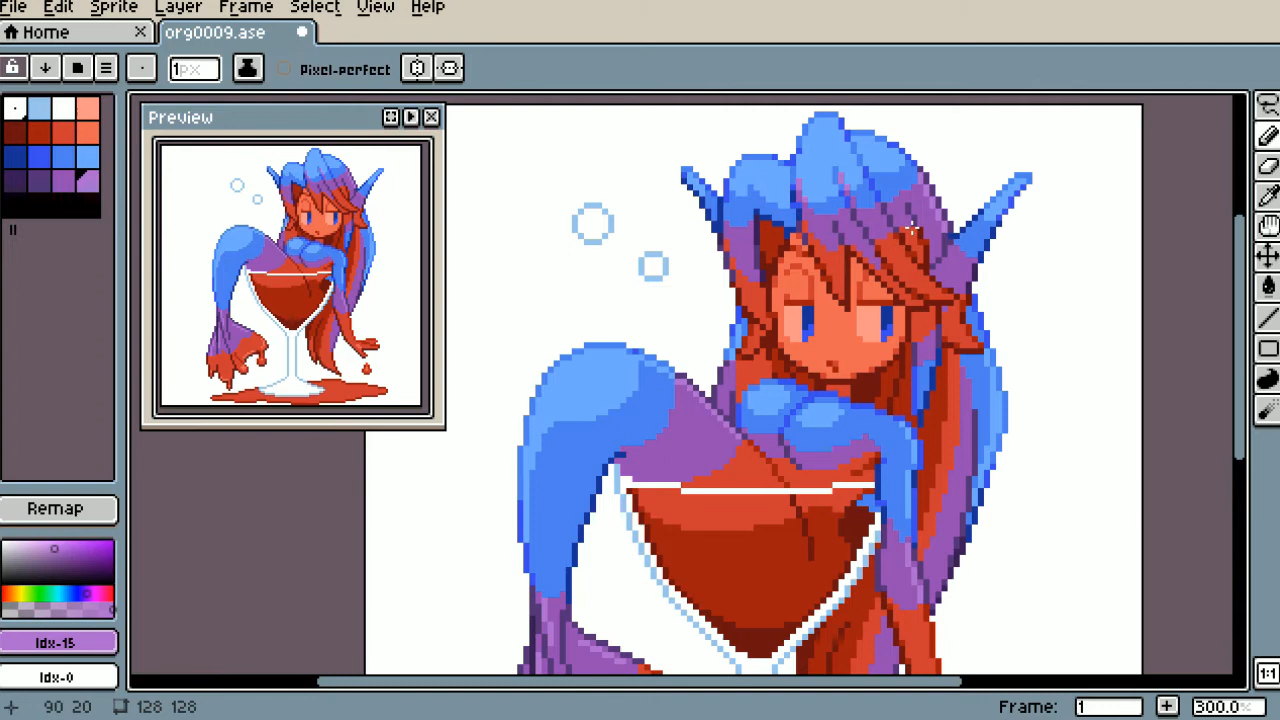 File Edit Sprite Layer Frame Select View Help
Home org0009.ase
1px Pixel-perfect
Preview
Remap
Idx-15
Idx-0
90 20 128 128 Frame: 1 300.0%
1:1